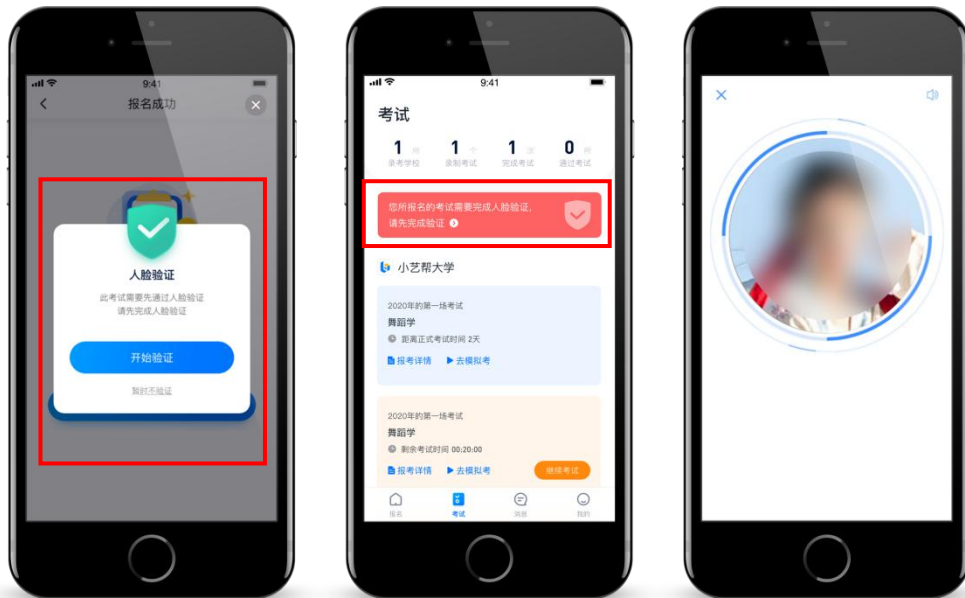 9:41
报名成功
人脸验证
此考试需要先通过人脸验证
请先完成人脸验证
开始验证
暂时不验证
9:41
考试
1 所
1 个
1 次
0 所
录考学校
录制考试
完成考试
通过考试
您所报名的考试需要完成人脸验证,
请先完成验证
小艺帮大学
2020年的第一场考试
舞蹈学
距离正式考试时间 2天
报考详情
去模拟考
2020年的第一场考试
舞蹈学
剩余考试时间 00:20:00
报考详情
去模拟考
继续考试
报名
考试
消息
我的